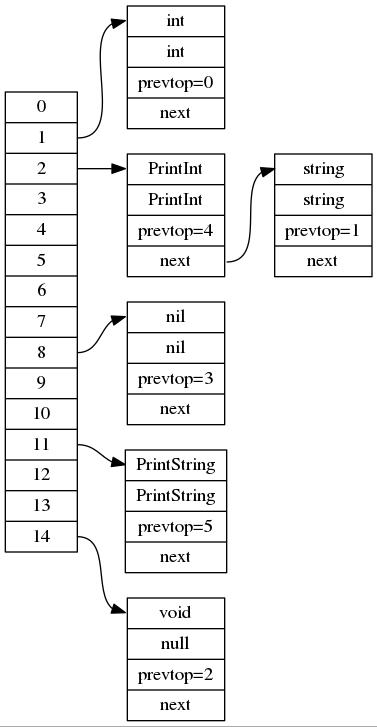 0
1
2
3
4
5
6
7
8
9
10
11
12
13
14
int
int
prevtop=0
next
PrintInt
PrintInt
prevtop=4
next
string
string
prevtop=1
next
nil
nil
prevtop=3
next
PrintString
PrintString
prevtop=5
next
void
null
prevtop=2
next